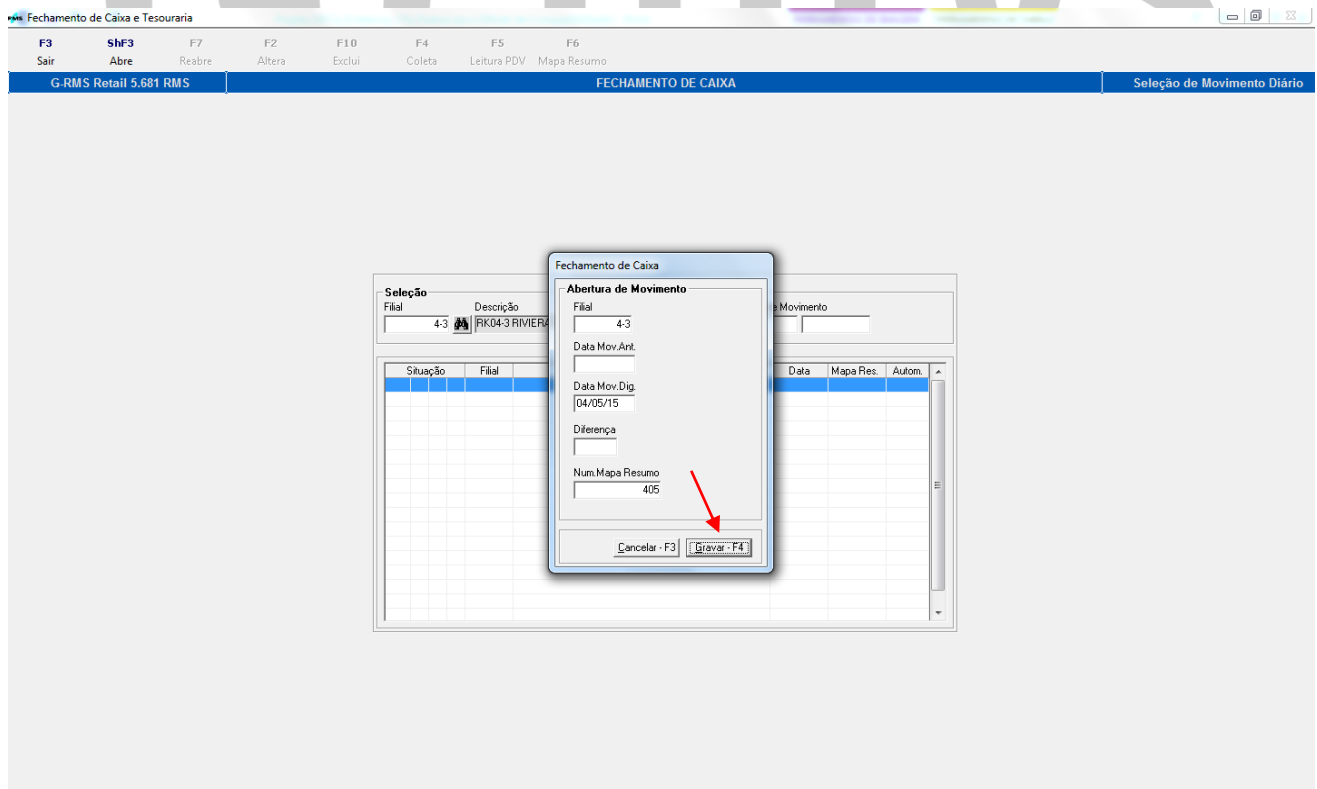 RMS Fechamento de Caixa e Tesouraria
F3 ShF3 F7 F2 F10 F4 F5 F6
Sair Abre Reabre Altera Exclui Coleta Leitura PDV Mapa Resumo
G-RMS Retail 5.681 RMS FECHAMENTO DE CAIXA Seleção de Movimento Diário
Seleção
Filial Descrição e Movimento
4-3 RK04-3 RIVIERA
Situação Filial Data Mapa Res. Autom.
Fechamento de Caixa
Abertura de Movimento
Filial
4-3
Data Mov.Ant.
Data Mov.Dig.
04/05/15
Diferença
Num.Mapa Resumo
405
Cancelar - F3 Gravar - F4